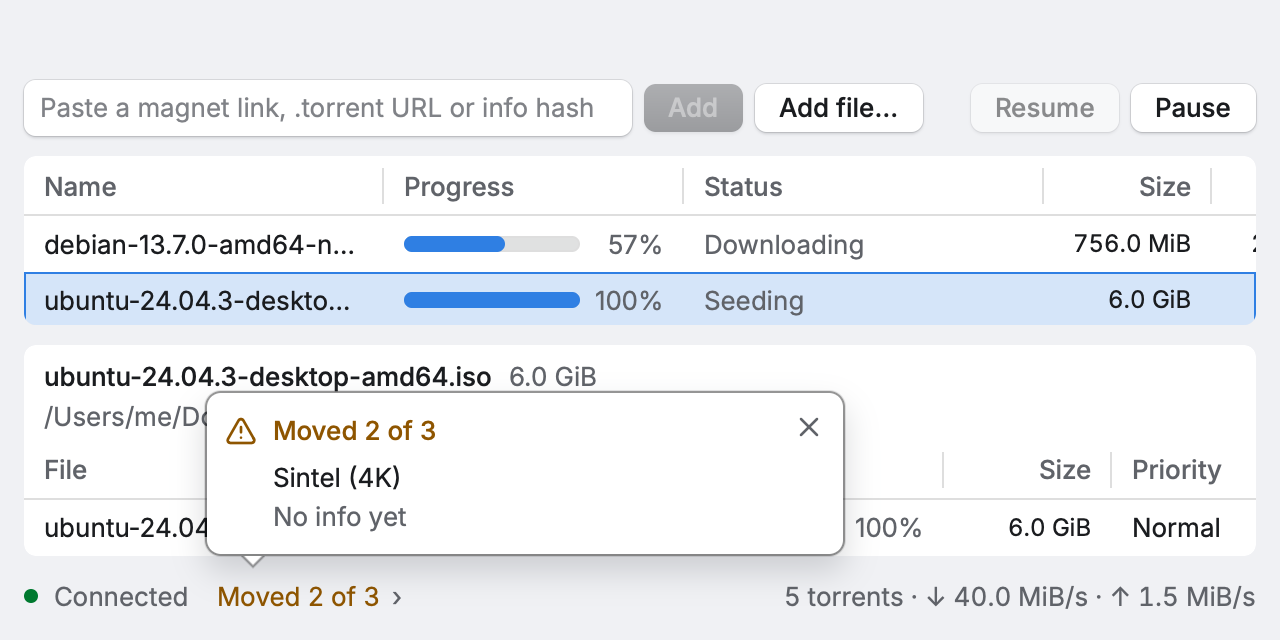 Paste a magnet link, .torrent URL or info hash Add Add file... Resume Pause
Name Progress Status Size
debian-13.7.0-amd64-n... 57% Downloading 756.0 MiB
ubuntu-24.04.3-deskto... 100% Seeding 6.0 GiB
ubuntu-24.04.3-desktop-amd64.iso 6.0 GiB
/Users/me/Do
Moved 2 of 3
Sintel (4K)
No info yet
File Size Priority
ubuntu-24.04 100% 6.0 GiB Normal
Connected Moved 2 of 3 › 5 torrents · ↓ 40.0 MiB/s · ↑ 1.5 MiB/s